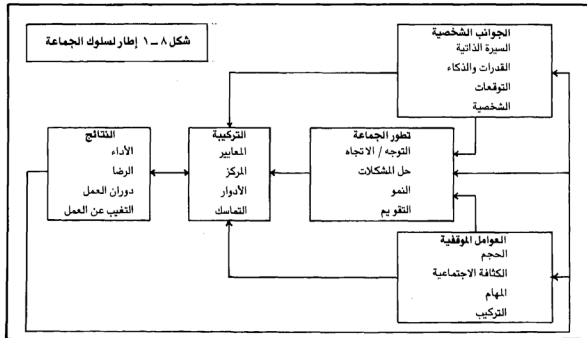 شكل ٨ – ١ إطار لسلوك الجماعة
الجوانب الشخصية
السيرة الذاتية
القدرات والذكاء
التوقعات
الشخصية
تطور الجماعة
التوجه / الاتجاه
حل المشكلات
النمو
التقويم
التركيبة
المعايير
المركز
الأدوار
التماسك
النتائج
الأداء
الرضا
دوران العمل
التغيب عن العمل
العوامل الموقفية
الحجم
الكثافة الاجتماعية
المهام
التركيب